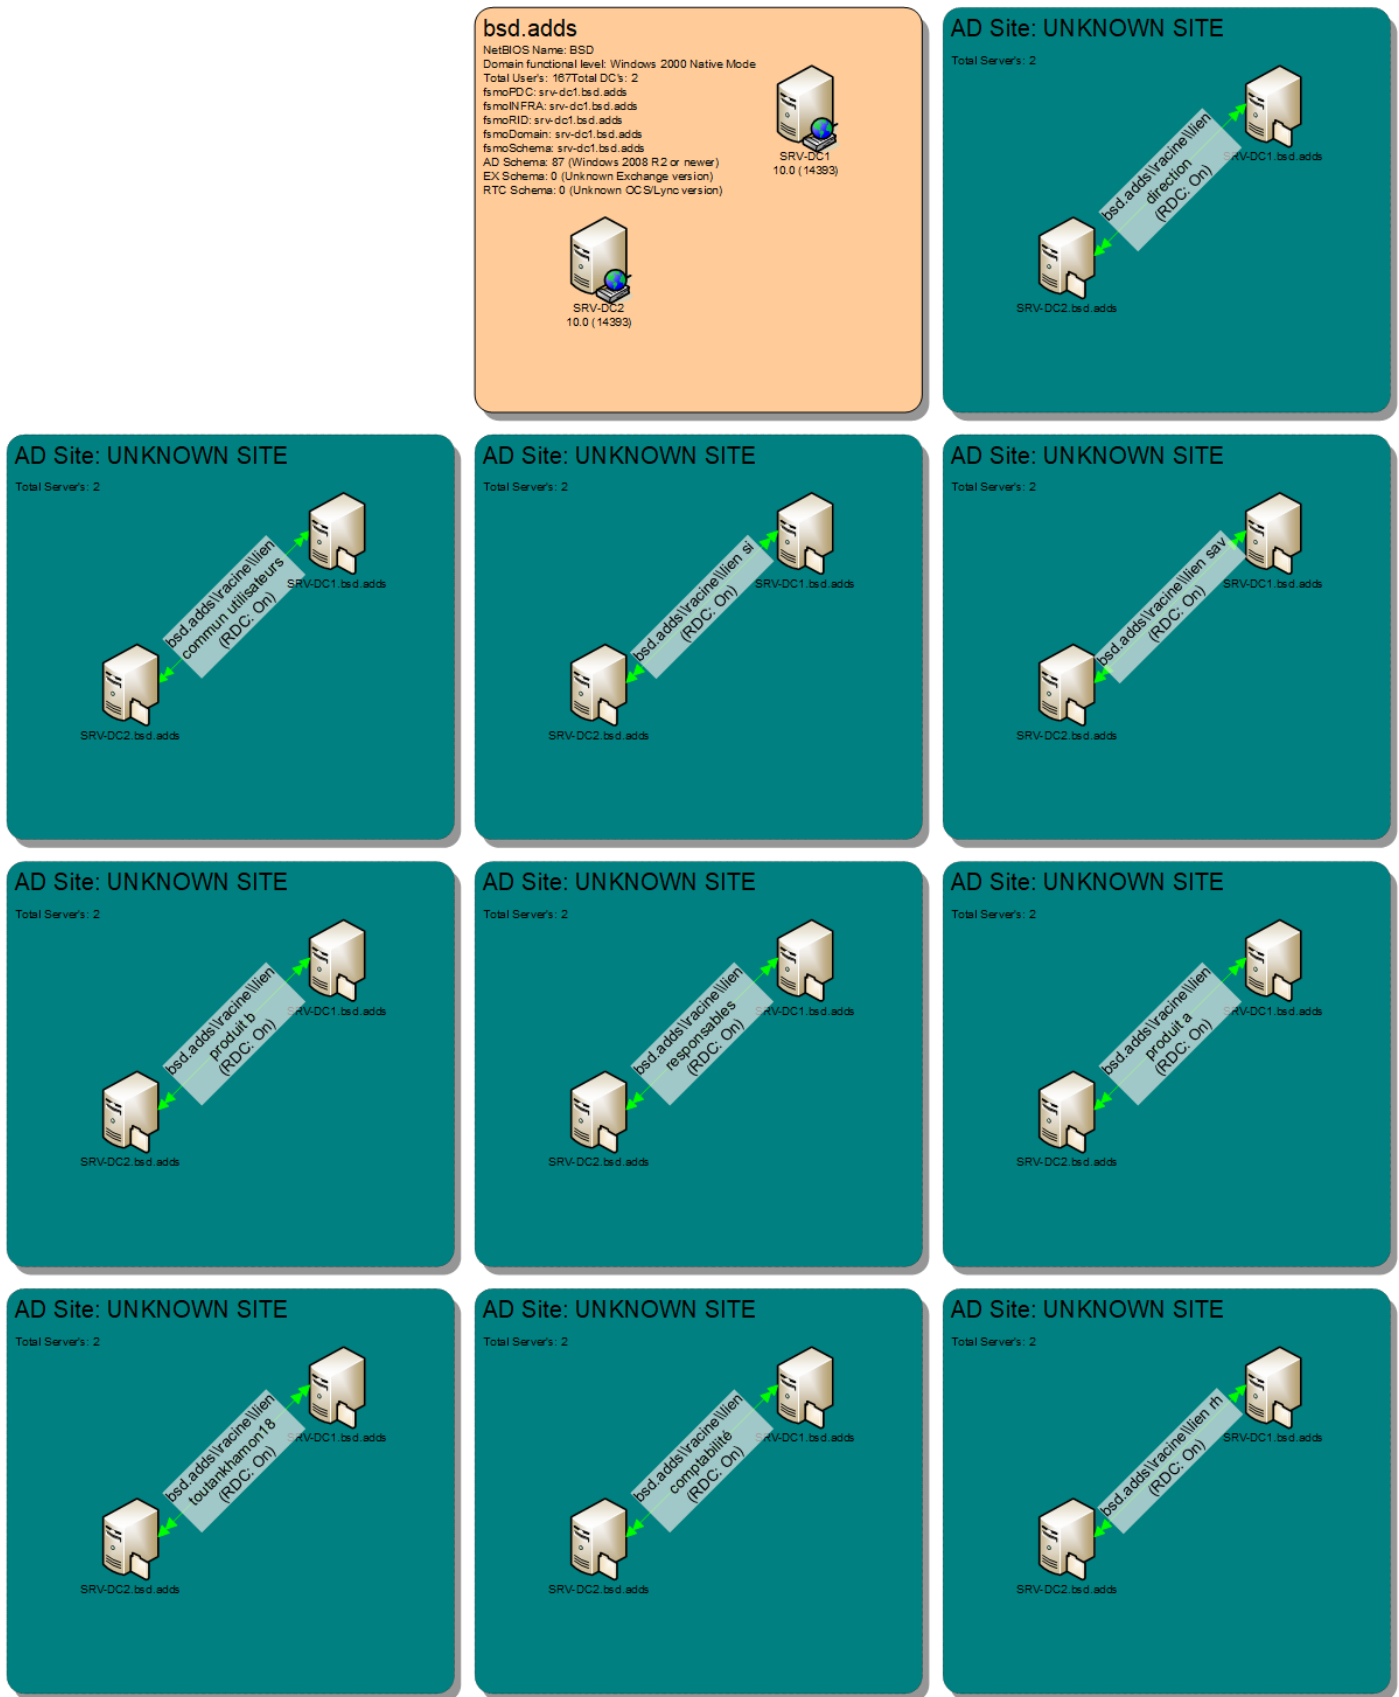 bsd.adds
NetBIOS Name: BSD
Domain functional level: Windows 2000 Native Mode
Total User's: 167Total DC's: 2
fsmoPDC: srv-dc1.bsd.adds
fsmoINFRA: srv-dc1.bsd.adds
fsmoRID: srv-dc1.bsd.adds
fsmoDomain: srv-dc1.bsd.adds
fsmoSchema: srv-dc1.bsd.adds
AD Schema: 87 (Windows 2008 R2 or newer)
EX Schema: 0 (Unknown Exchange version)
RTC Schema: 0 (Unknown OCS/Lync version)
SRV-DC1
10.0 (14393)
SRV-DC2
10.0 (14393)
AD Site: UNKNOWN SITE
Total Server's: 2
SRV-DC1.bsd.adds
bsd.adds\\racine\\lien
direction
(RDC: On)
SRV-DC2.bsd.adds
AD Site: UNKNOWN SITE
Total Server's: 2
SRV-DC1.bsd.adds
bsd.adds\\racine\\lien
commun utilisateurs
(RDC: On)
SRV-DC2.bsd.adds
AD Site: UNKNOWN SITE
Total Server's: 2
SRV-DC1.bsd.adds
bsd.adds\\racine\\lien si
(RDC: On)
SRV-DC2.bsd.adds
AD Site: UNKNOWN SITE
Total Server's: 2
SRV-DC1.bsd.adds
bsd.adds\\racine\\lien sav
(RDC: On)
SRV-DC2.bsd.adds
AD Site: UNKNOWN SITE
Total Server's: 2
SRV-DC1.bsd.adds
bsd.adds\\racine\\lien
produit b
(RDC: On)
SRV-DC2.bsd.adds
AD Site: UNKNOWN SITE
Total Server's: 2
SRV-DC1.bsd.adds
bsd.adds\\racine\\lien
responsables
(RDC: On)
SRV-DC2.bsd.adds
AD Site: UNKNOWN SITE
Total Server's: 2
SRV-DC1.bsd.adds
bsd.adds\\racine\\lien
produit a
(RDC: On)
SRV-DC2.bsd.adds
AD Site: UNKNOWN SITE
Total Server's: 2
SRV-DC1.bsd.adds
bsd.adds\\racine\\lien
toutankhamon18
(RDC: On)
SRV-DC2.bsd.adds
AD Site: UNKNOWN SITE
Total Server's: 2
SRV-DC1.bsd.adds
bsd.adds\\racine\\lien
comptabilité
(RDC: On)
SRV-DC2.bsd.adds
AD Site: UNKNOWN SITE
Total Server's: 2
SRV-DC1.bsd.adds
bsd.adds\\racine\\lien rh
(RDC: On)
SRV-DC2.bsd.adds